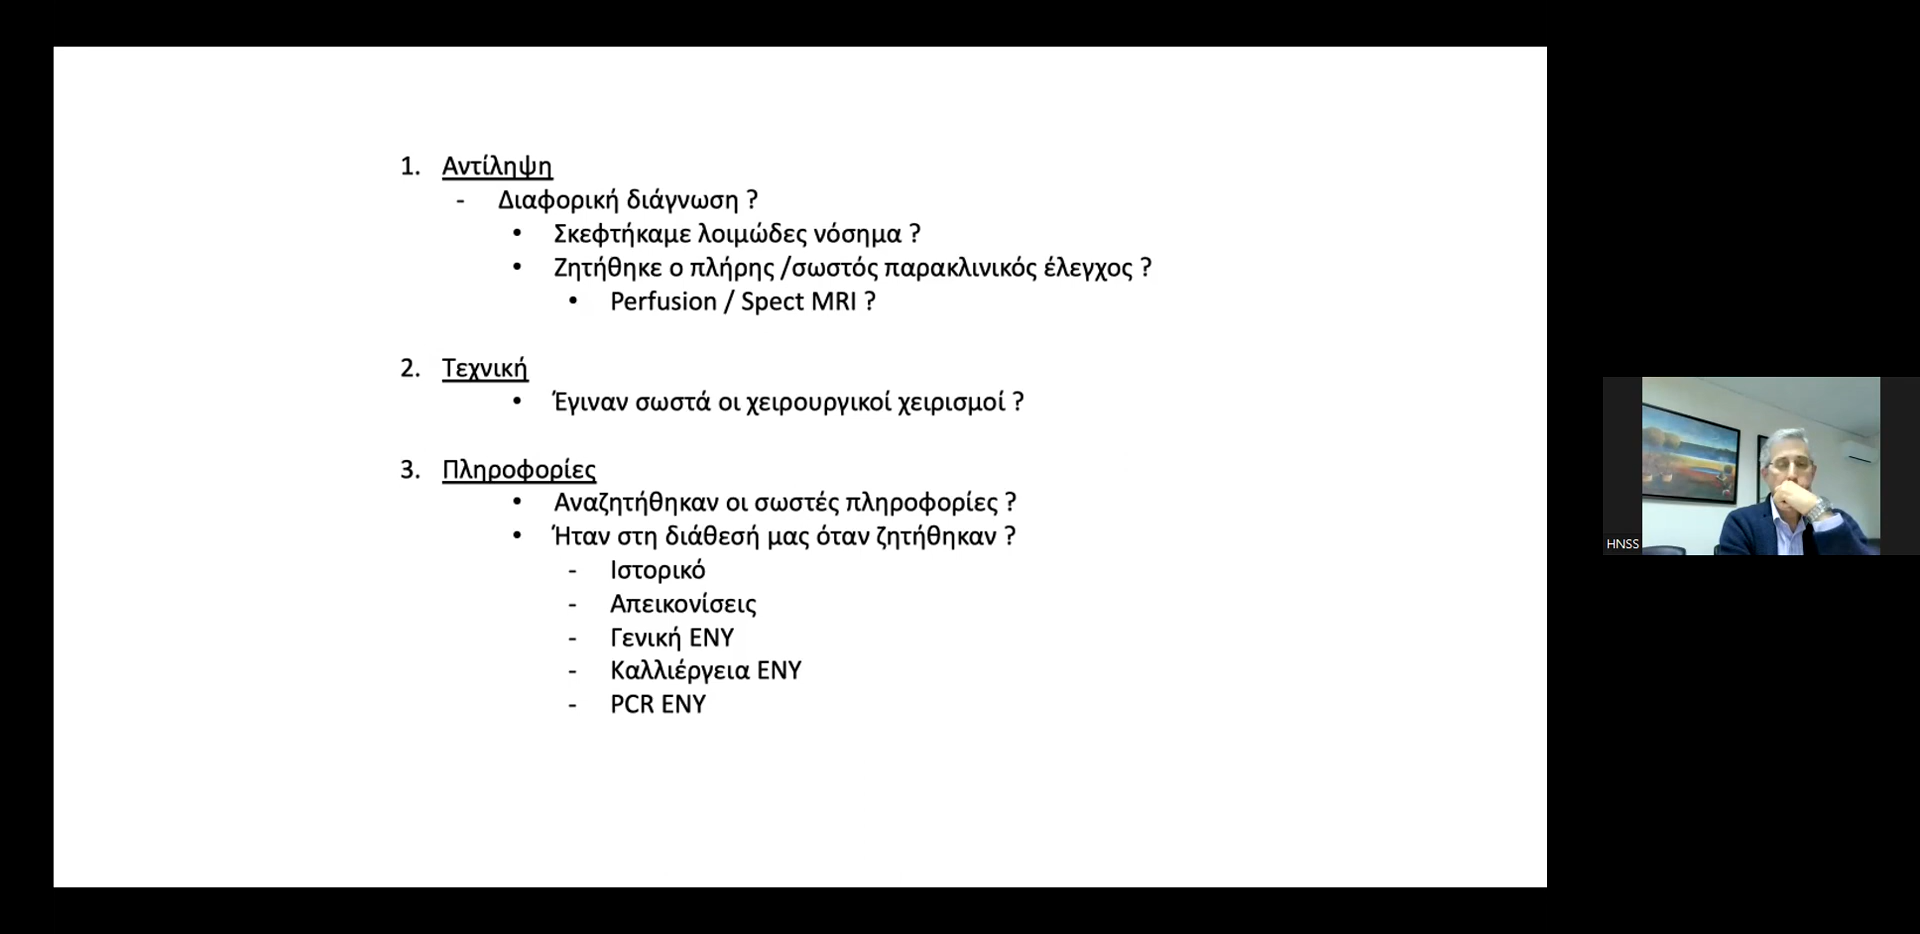 1. Αντίληψη
- Διαφορική διάγνωση ?
• Σκεφτήκαμε λοιμώδες νόσημα ?
• Ζητήθηκε ο πλήρης /σωστός παρακλινικός έλεγχος ?
• Perfusion / Spect MRI ?
2. Τεχνική
• Έγιναν σωστά οι χειρουργικοί χειρισμοί ?
3. Πληροφορίες
• Αναζητήθηκαν οι σωστές πληροφορίες ?
• Ήταν στη διάθεσή μας όταν ζητήθηκαν ?
- Ιστορικό
- Απεικονίσεις
- Γενική ΕΝΥ
- Καλλιέργεια ΕΝΥ
- PCR ΕΝΥ
HNSS